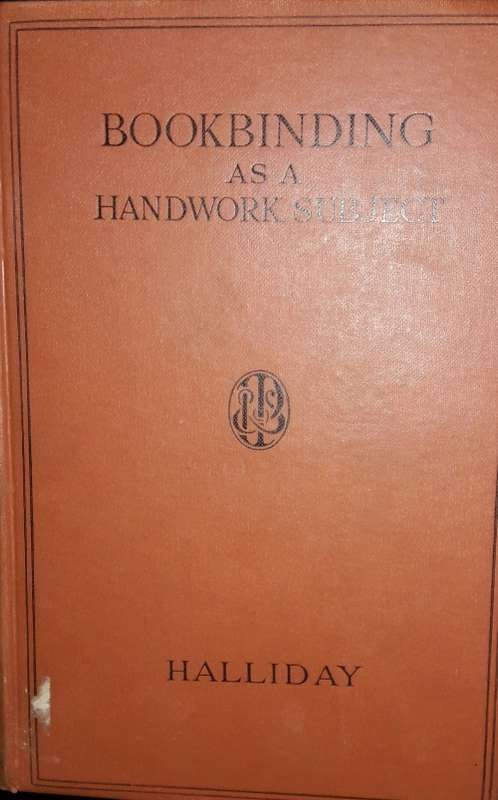 BOOKBINDING
AS A
HANDWORK SUBJECT
HALLIDAY